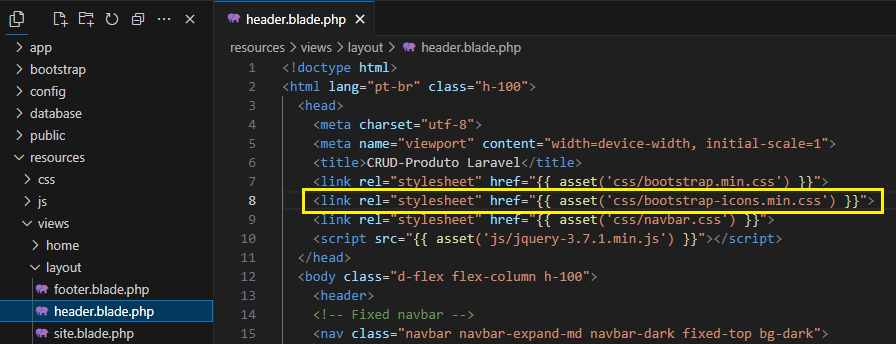 header.blade.php
resources > views > layout > header.blade.php
app
bootstrap
config
database
public
resources
css
js
views
home
layout
footer.blade.php
header.blade.php
site.blade.php
1 <!doctype html>
2 <html lang="pt-br" class="h-100">
3 <head>
4 <meta charset="utf-8">
5 <meta name="viewport" content="width=device-width, initial-scale=1">
6 <title>CRUD-Produto Laravel</title>
7 <link rel="stylesheet" href="{{ asset('css/bootstrap.min.css') }}">
8 <link rel="stylesheet" href="{{ asset('css/bootstrap-icons.min.css') }}">
9 <link rel="stylesheet" href="{{ asset('css/navbar.css') }}">
10 <script src="{{ asset('js/jquery-3.7.1.min.js') }}"></script>
11 </head>
12 <body class="d-flex flex-column h-100">
13 <header>
14 <!-- Fixed navbar -->
15 <nav class="navbar navbar-expand-md navbar-dark fixed-top bg-dark">